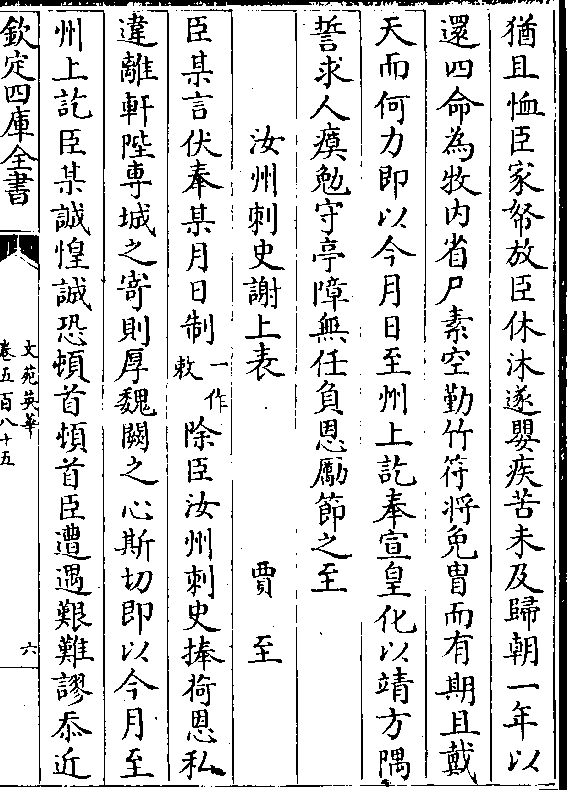 猶且恤臣家帑放臣休沐遂嬰疾苦未及歸朝一年以
還四命為牧内省尸素空勤竹符將免冑而有期且戴
天而何力即以今月日至州上訖奉宣皇化以靖方隅
誓求人瘼勉守亭障無任負恩勵節之至
汝州刺史謝上表　賈至
臣某言伏奉某月日制一作敕除臣汝州刺史捧荷恩私
違離軒陛專城之寄則厚魏闕之心斯切即以今月至
州上訖臣某誠惶誠恐頓首頓首臣遭遇艱難謬忝近
欽定四庫全書
文苑英華
卷五百八十五
六